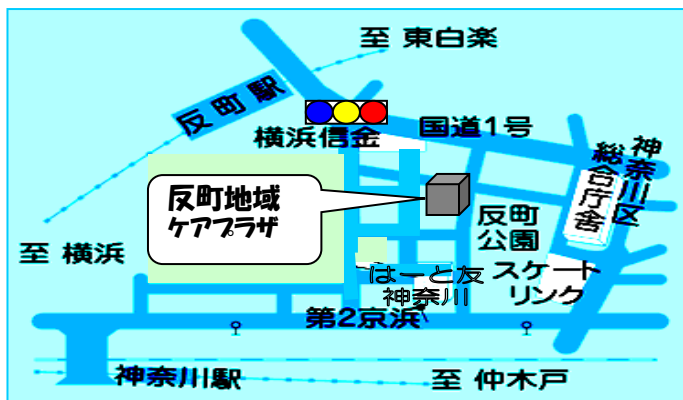 至 東白楽
反町駅
横浜信金
国道1号
神奈川区
総合庁舎
反町地域
ケアプラザ
反町
公園
至 横浜
はーと友
神奈川
スケート
リンク
第2京浜
神奈川駅
至 仲木戸